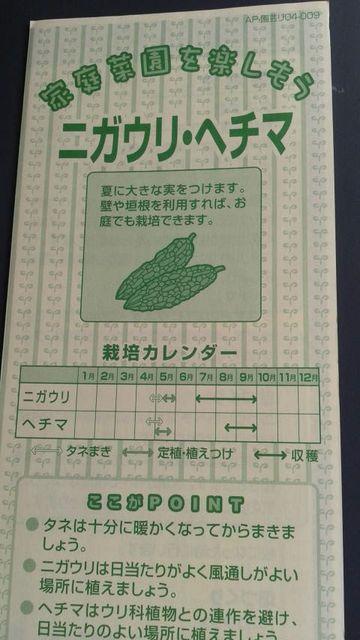 AP-園芸U04-009
家庭菜園を楽しもう
ニガウリ・ヘチマ
夏に大きな実をつけます。
壁や垣根を利用すれば、お
庭でも栽培できます。
栽培カレンダー
1月 2月 3月 4月 5月 6月 7月 8月 9月 10月 11月 12月
ニガウリ
ヘチマ
タネまき 定植・植えつけ 収穫
ここがPOINT
タネは十分に暖かくなってからまきま
しょう。
ニガウリは日当たりがよく風通しがよい
場所に植えましょう。
ヘチマはウリ科植物との連作を避け、
日当たりのよい場所に植えましょう。